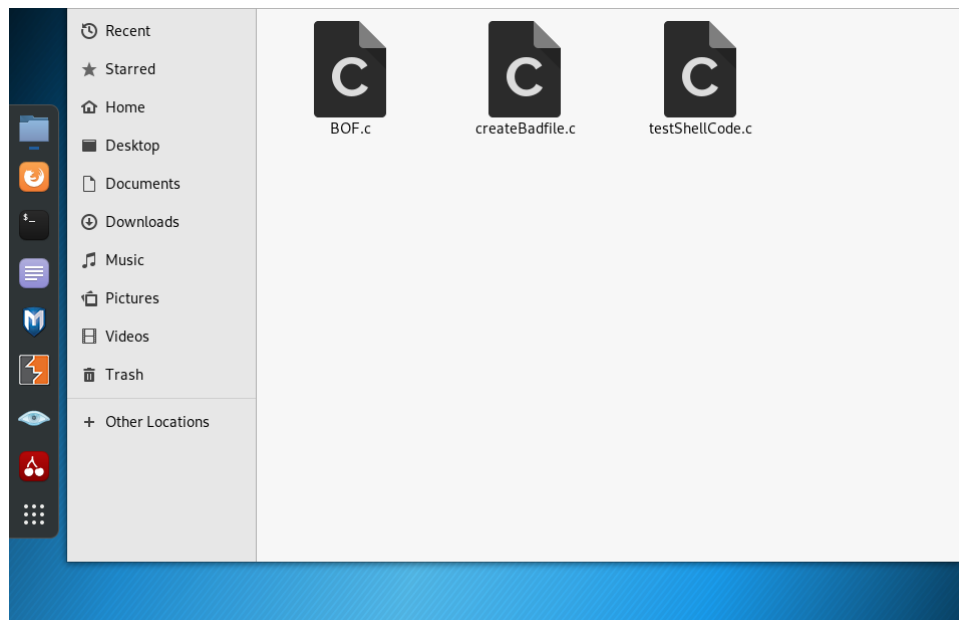 Recent
Starred
Home
Desktop
Documents
Downloads
Music
Pictures
Videos
Trash
+ Other Locations
C
C
C
BOF.c
createBadfile.c
testShellCode.c
$_
M